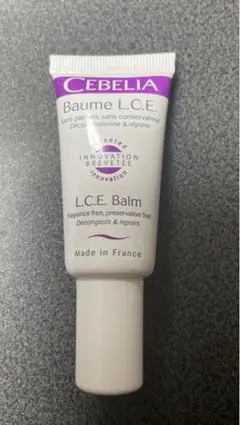 CEBELIA
Baume L.C.E.
Sans parfum, sans conservateur
Décongestionne & répare
patented
INNOVATION
BREVETÉE
innovation
L.C.E. Balm
Fragrance free, preservative free
Decongests & repairs
Made in France